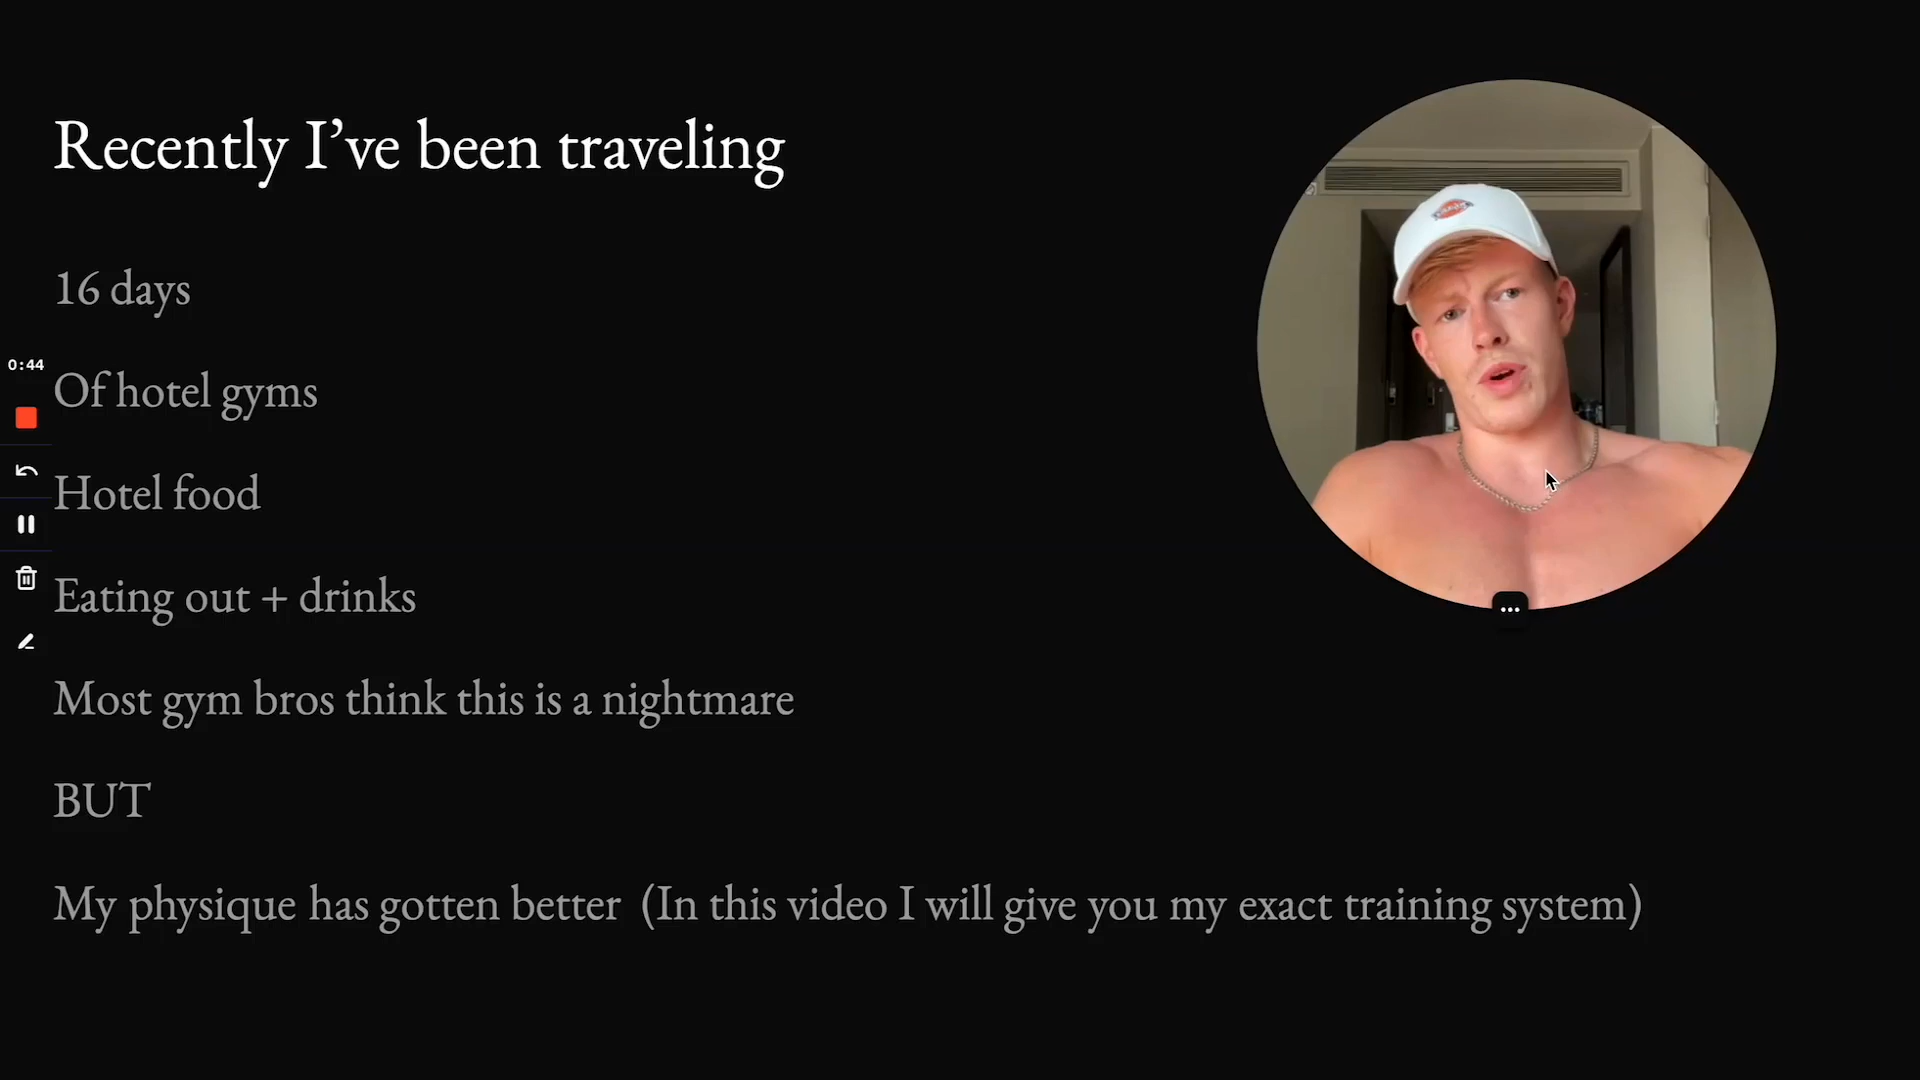 Recently I’ve been traveling
16 days
0:44
Of hotel gyms
Hotel food
Eating out + drinks
Most gym bros think this is a nightmare
BUT
My physique has gotten better (In this video I will give you my exact training system)